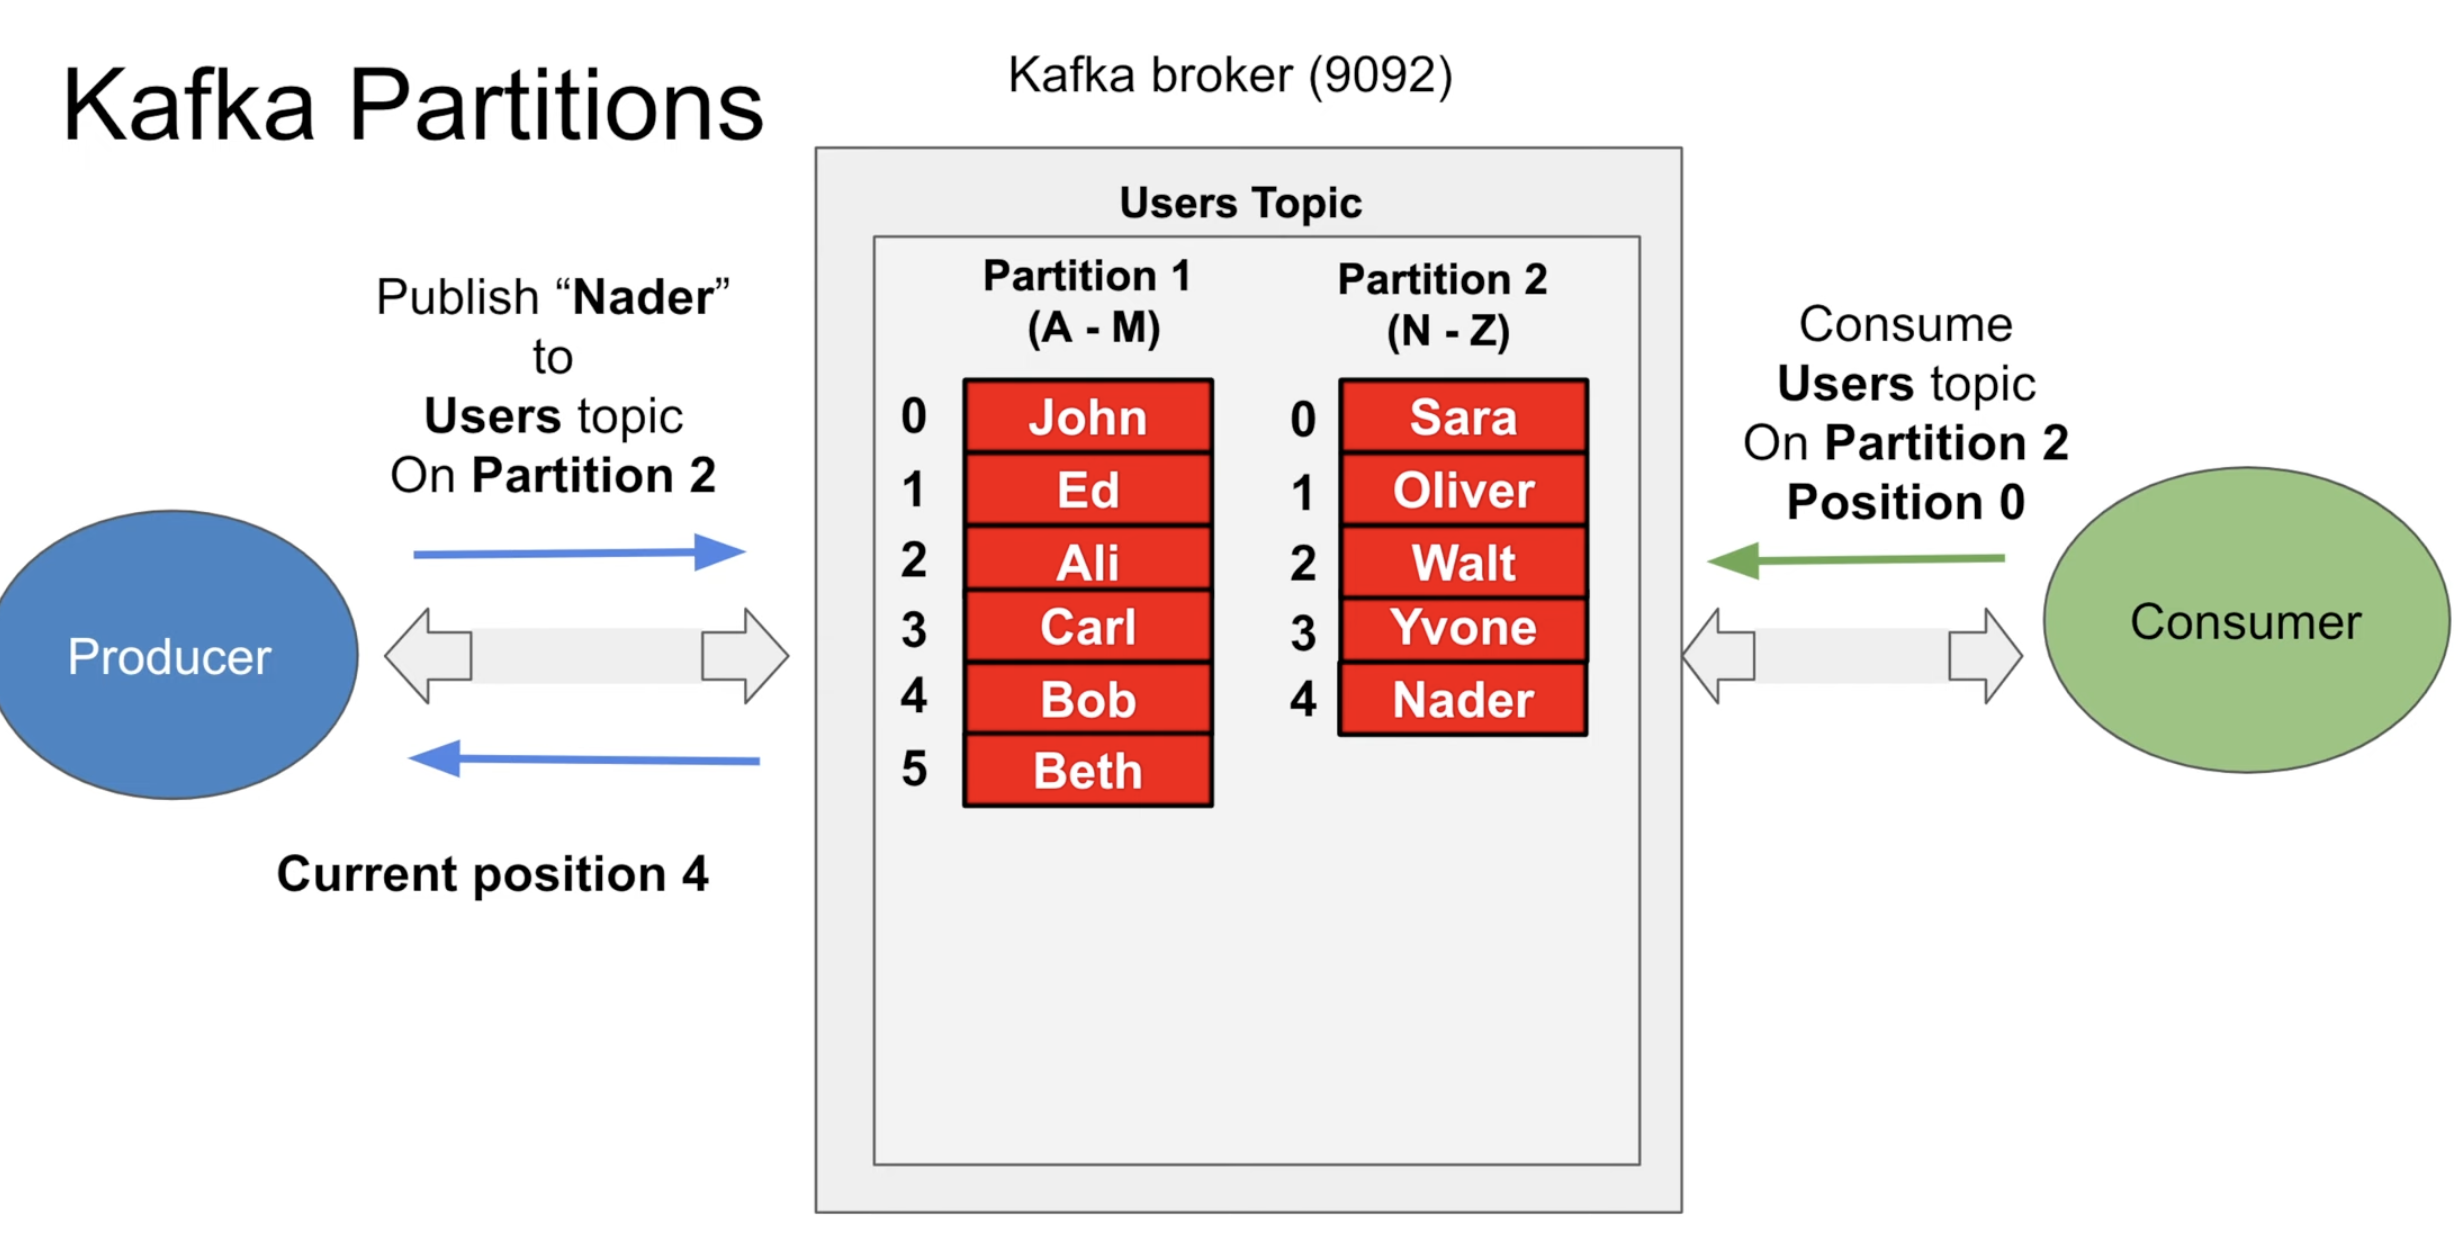 Kafka Partitions
Kafka broker (9092)
Users Topic
Partition 1
(A - M)
0 John
1 Ed
2 Ali
3 Carl
4 Bob
5 Beth
Partition 2
(N - Z)
0 Sara
1 Oliver
2 Walt
3 Yvone
4 Nader
Publish “Nader”
to
Users topic
On Partition 2
Producer
Current position 4
Consume
Users topic
On Partition 2
Position 0
Consumer